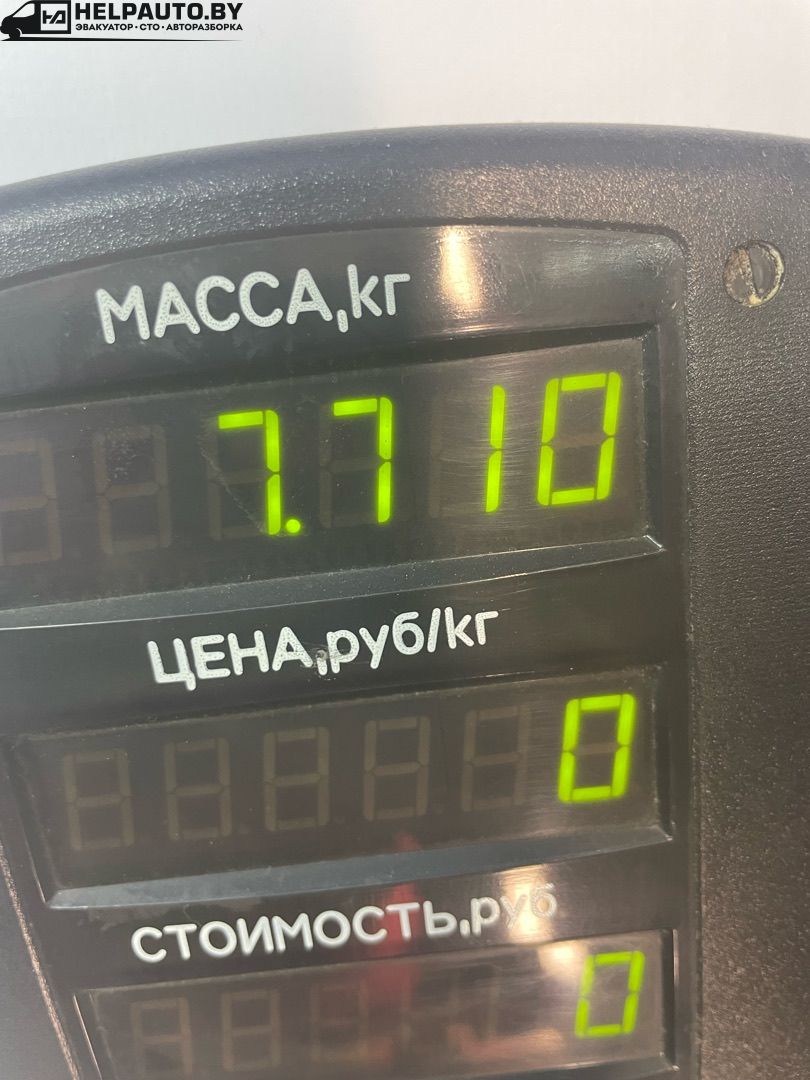 HELPAUTO.BY
ЭВАКУАТОР·СТО·АВТОРАЗБОРКА
МАССА,кг
7.710
ЦЕНА,руб/кг
0
СТОИМОСТЬ,руб
0